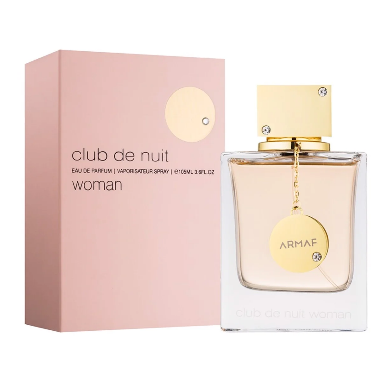 club de nuit
EAU DE PARFUM | VAPORISATEUR SPRAY | ℮105ML 3.6FL.OZ
woman
ARMAF
club de nuit woman